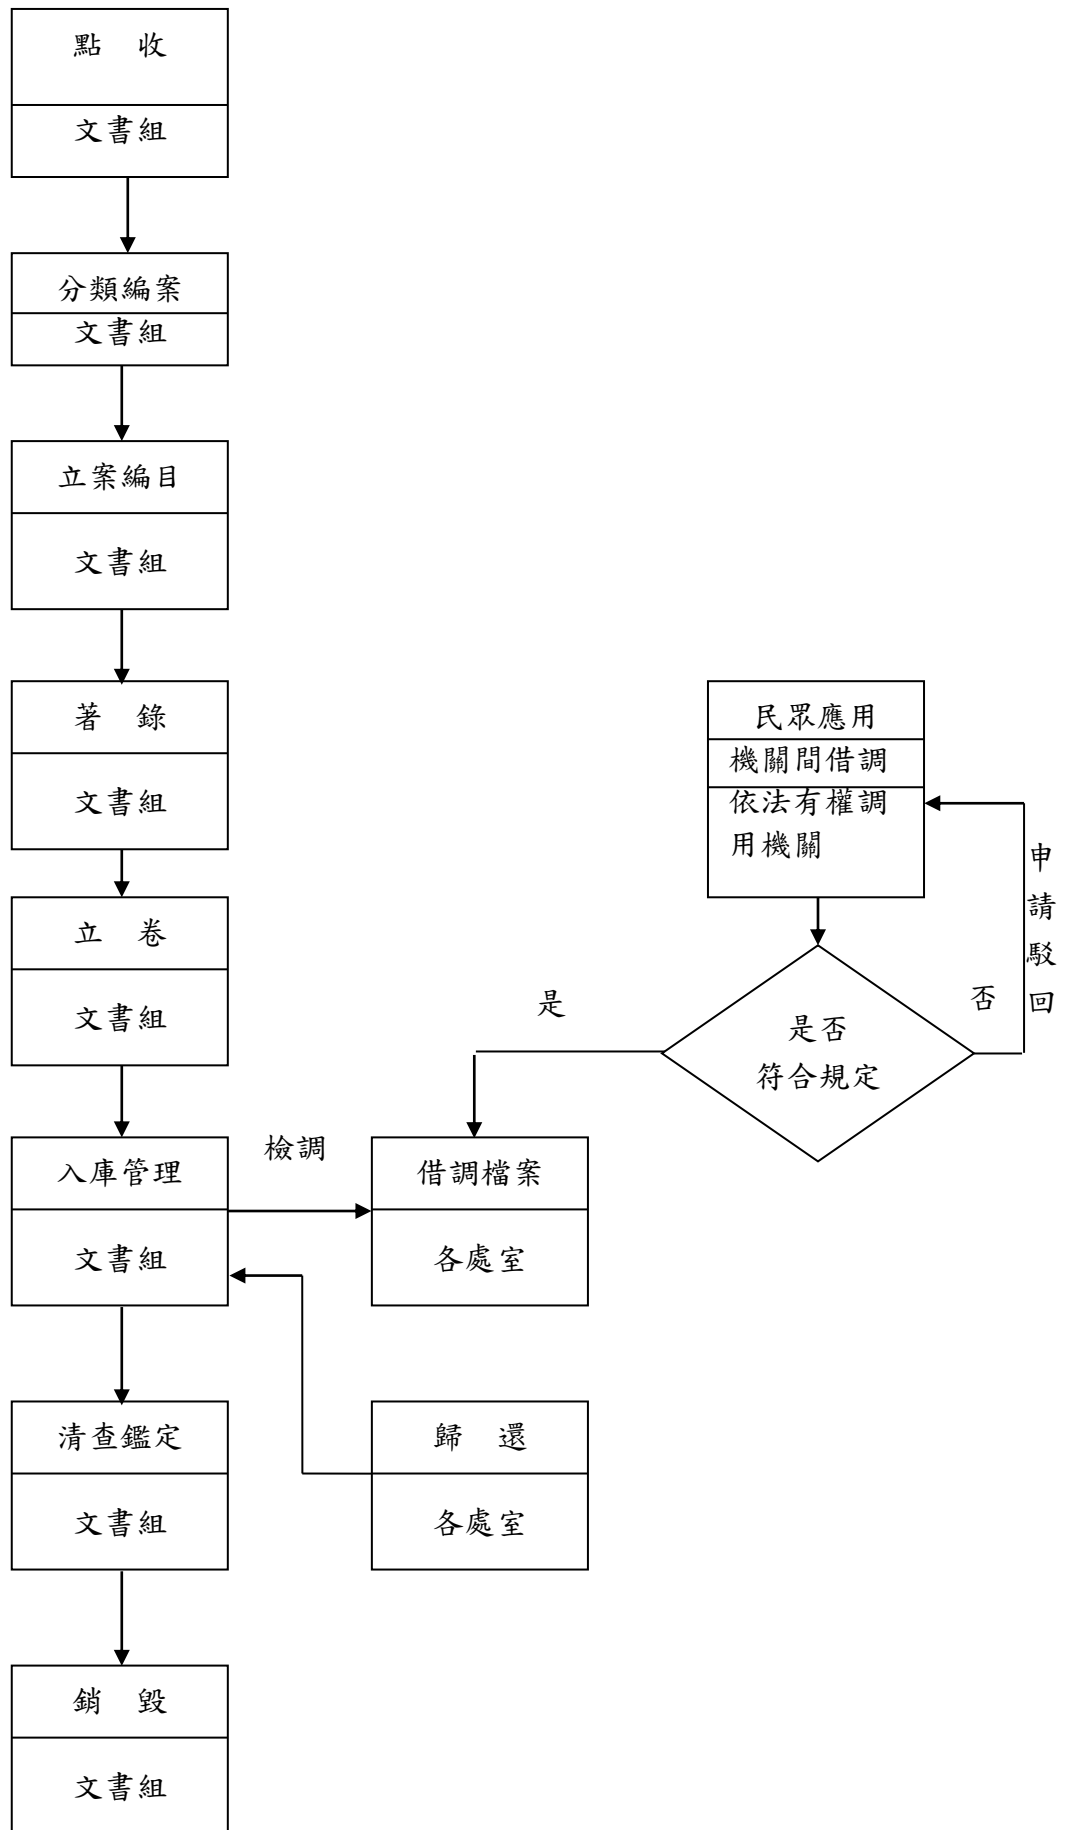 點　收
文書組
分類編案
文書組
立案編目
文書組
著　錄
文書組
立　卷
文書組
入庫管理
文書組
檢調
借調檔案
各處室
民眾應用
機關間借調
依法有權調
用機關
是否
符合規定
是
否
申
請
駁
回
清查鑑定
文書組
歸　還
各處室
銷　毀
文書組